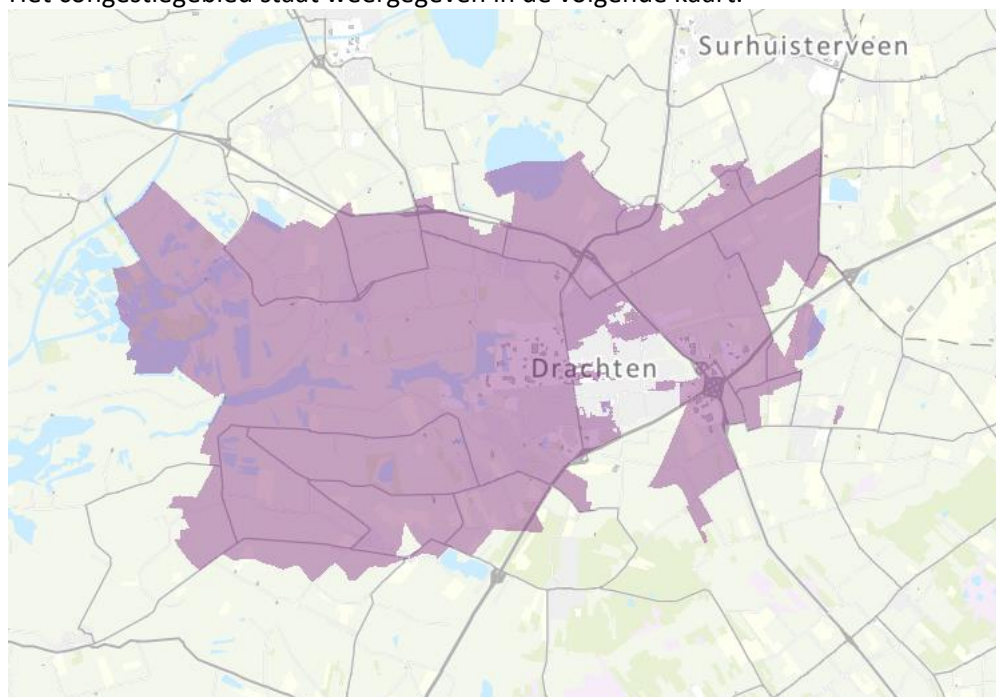 Het congestiegebied staat weergegeven in de volgende kaart:
Surhuisterveen
Drachten